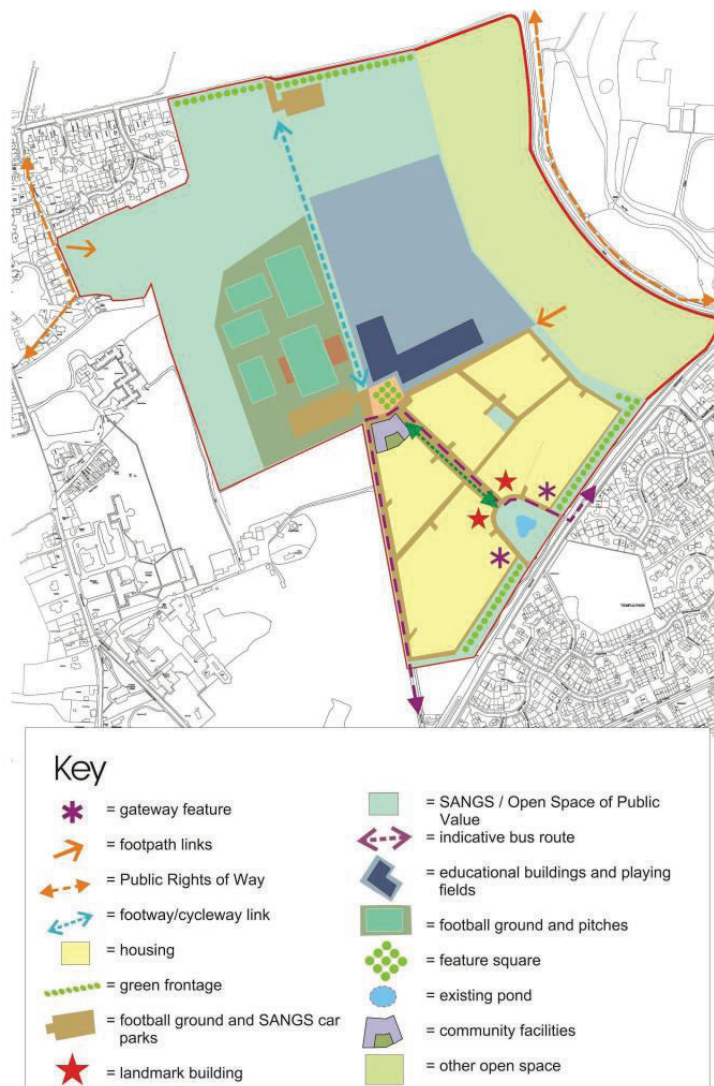 TEMPLE PARK
Key
= gateway feature
= footpath links
= Public Rights of Way
= footway/cycleway link
= housing
= green frontage
= football ground and SANGS car
parks
= landmark building
= SANGS / Open Space of Public
Value
= indicative bus route
= educational buildings and playing
fields
= football ground and pitches
= feature square
= existing pond
= community facilities
= other open space